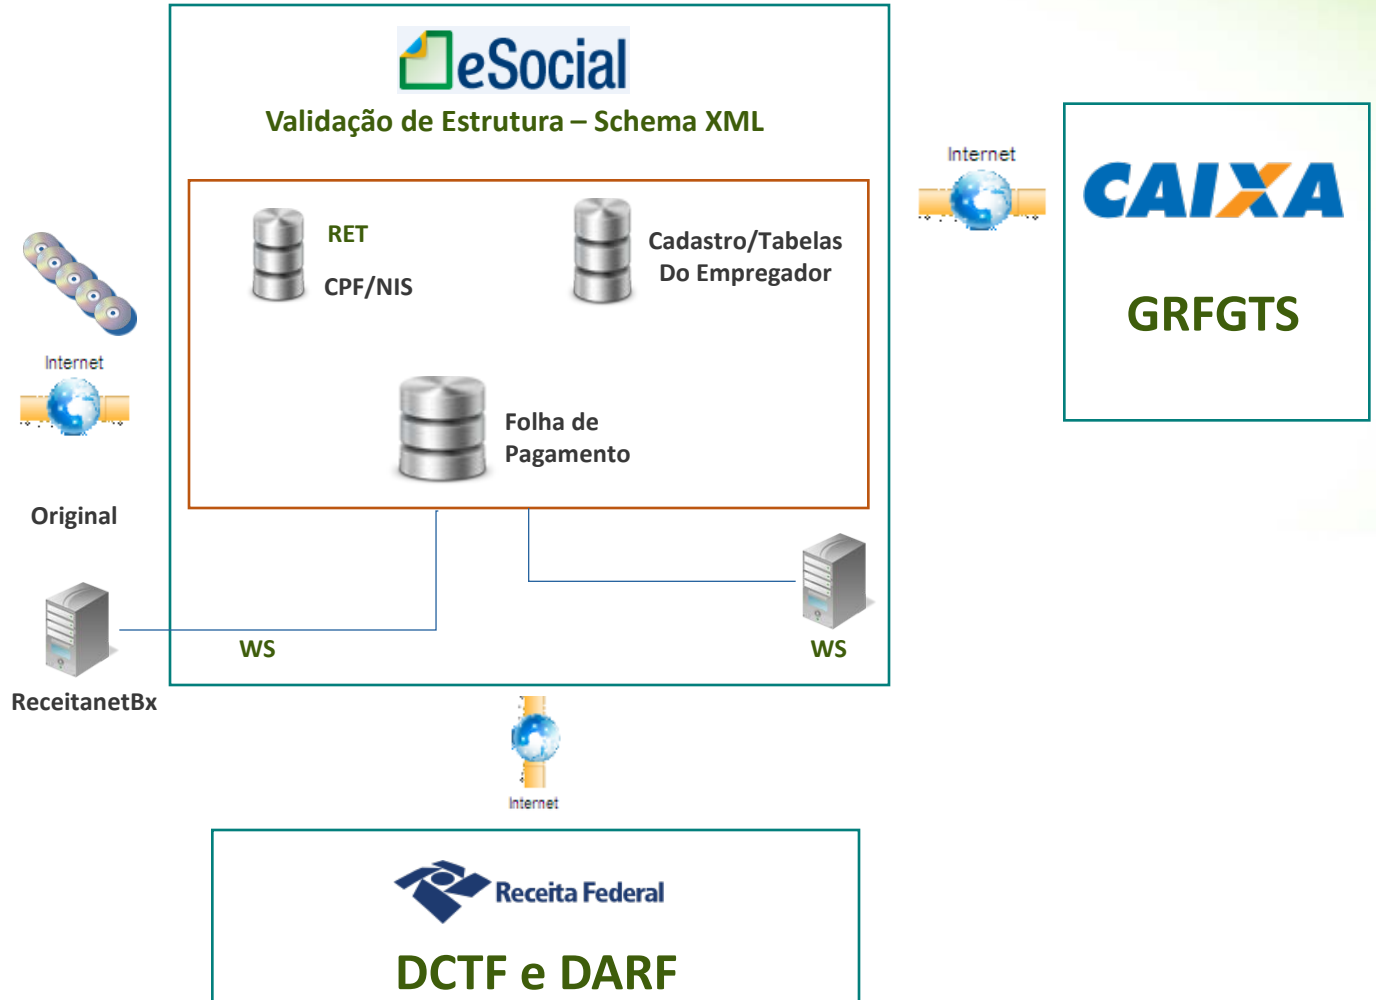 eSocial
Validação de Estrutura – Schema XML
Internet
CAIXA
GRFGTS
RET
CPF/NIS
Cadastro/Tabelas
Do Empregador
Internet
Folha de
Pagamento
Original
WS
WS
ReceitanetBx
Internet
Receita Federal
DCTF e DARF